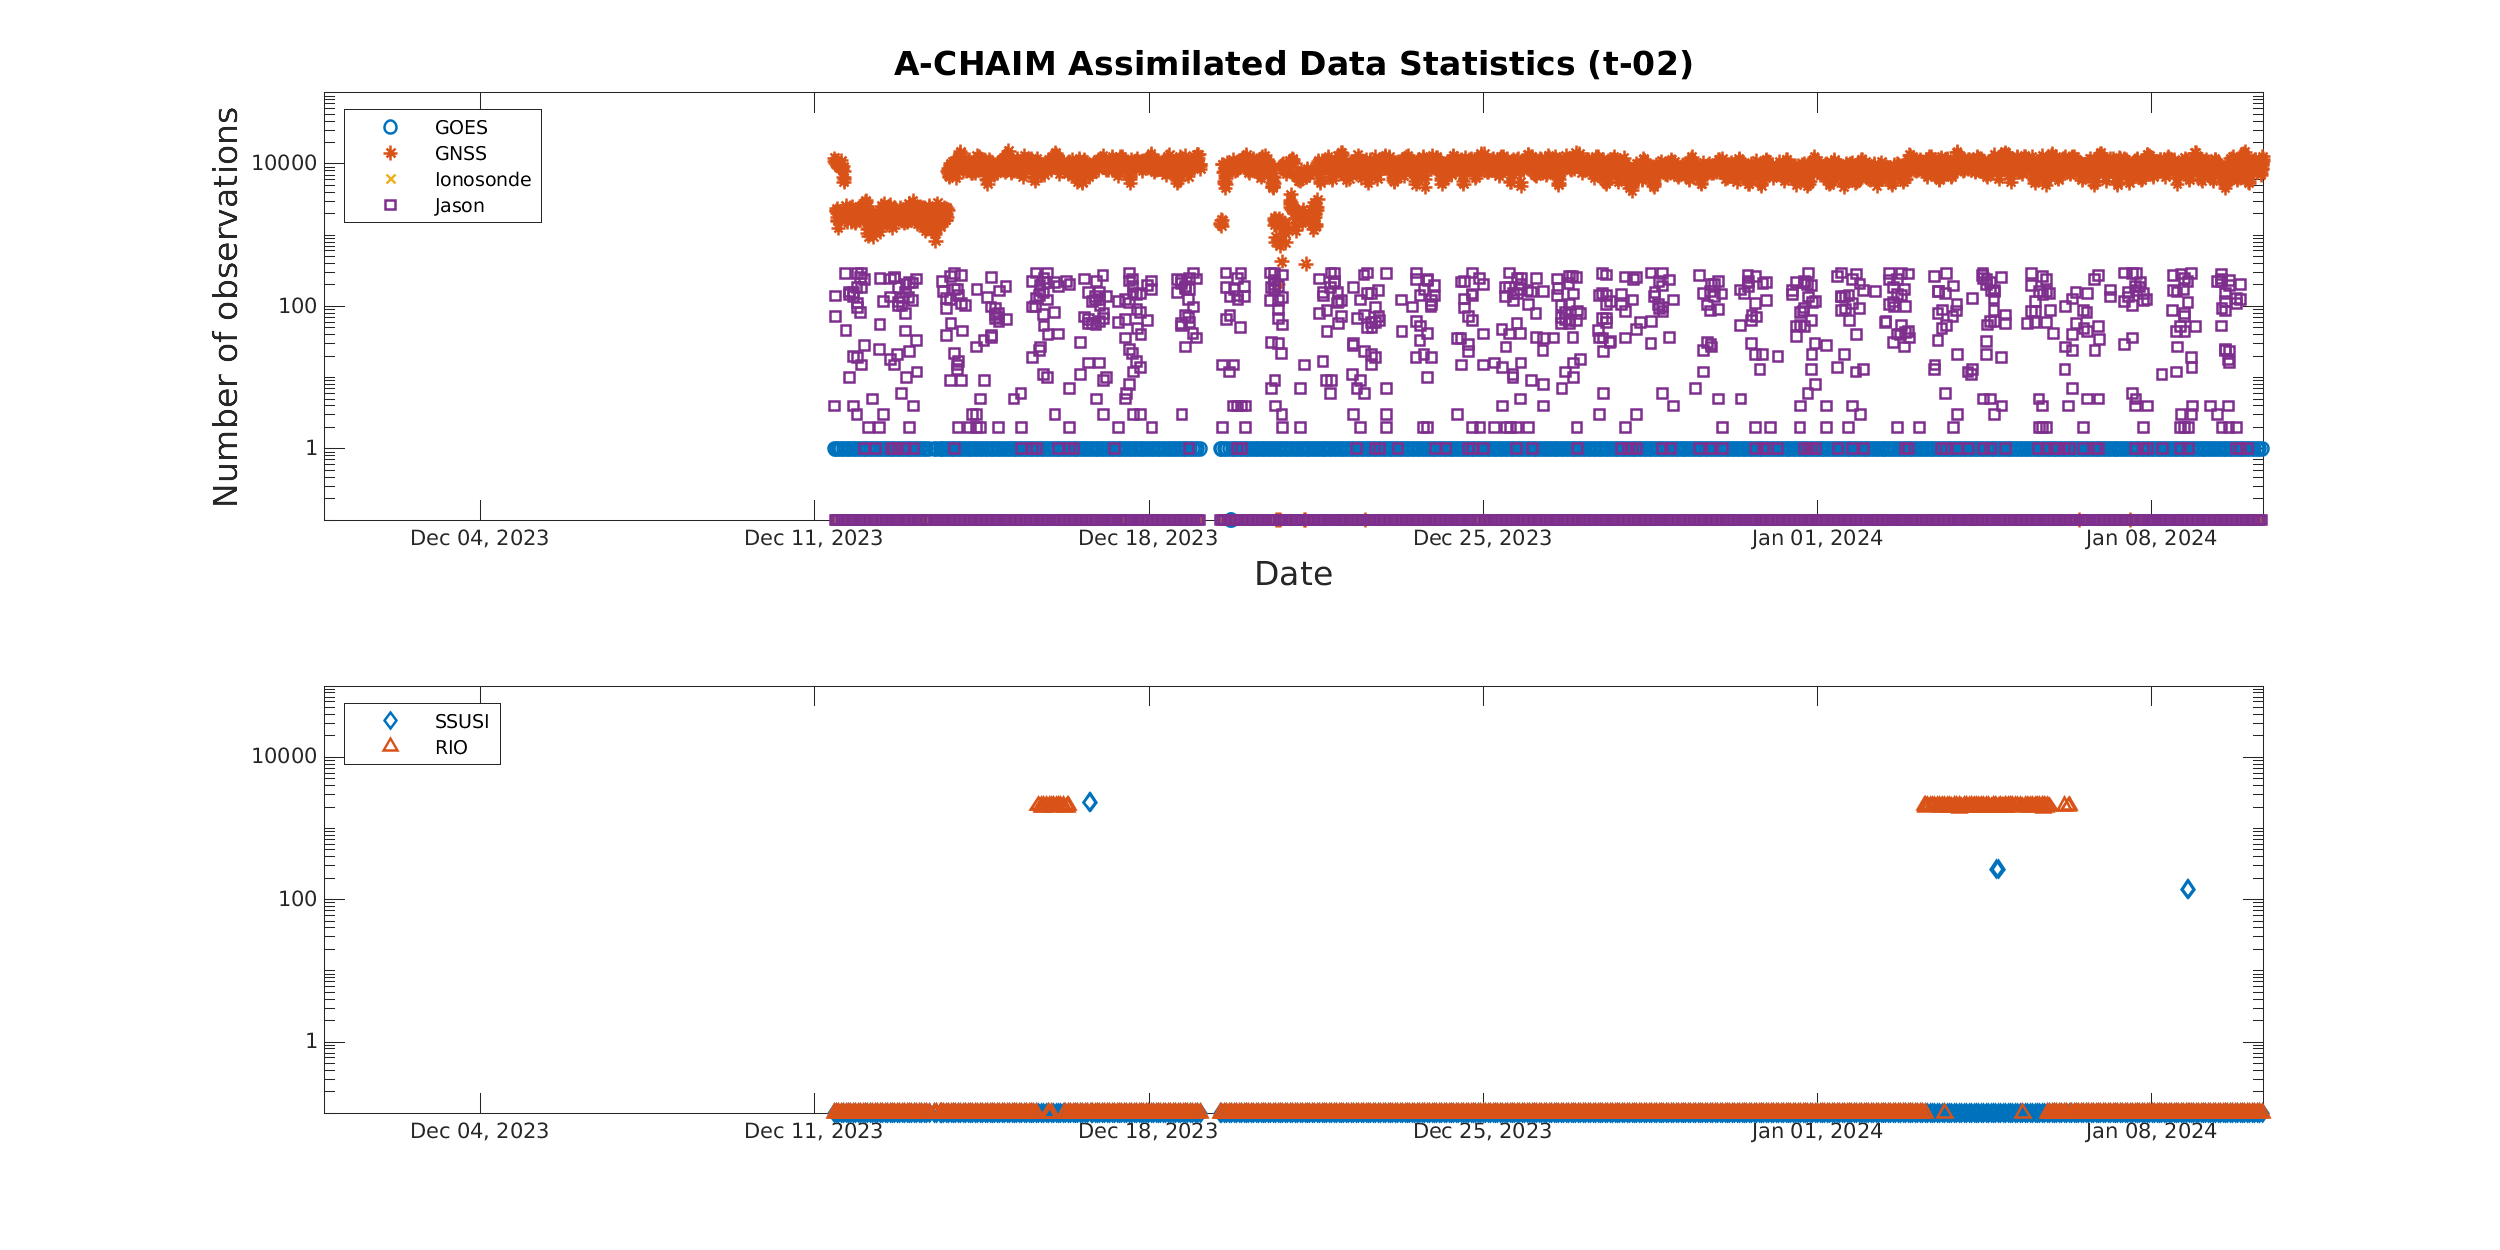 A-CHAIM Assimilated Data Statistics (t-02)
Number of observations
GOES
GNSS
Ionosonde
Jason
10000
100
1
Dec 04, 2023 Dec 11, 2023 Dec 18, 2023 Dec 25, 2023 Jan 01, 2024 Jan 08, 2024
Date
SSUSI
RIO
10000
100
1
Dec 04, 2023 Dec 11, 2023 Dec 18, 2023 Dec 25, 2023 Jan 01, 2024 Jan 08, 2024